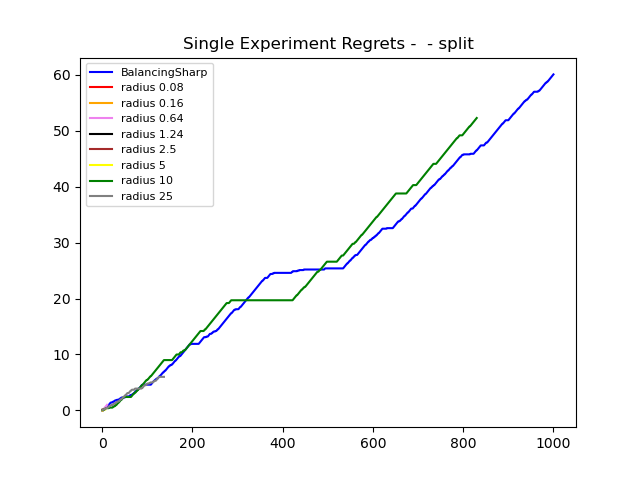 Single Experiment Regrets -  - split
BalancingSharp
radius 0.08
radius 0.16
radius 0.64
radius 1.24
radius 2.5
radius 5
radius 10
radius 25
60
50
40
30
20
10
0
0 200 400 600 800 1000